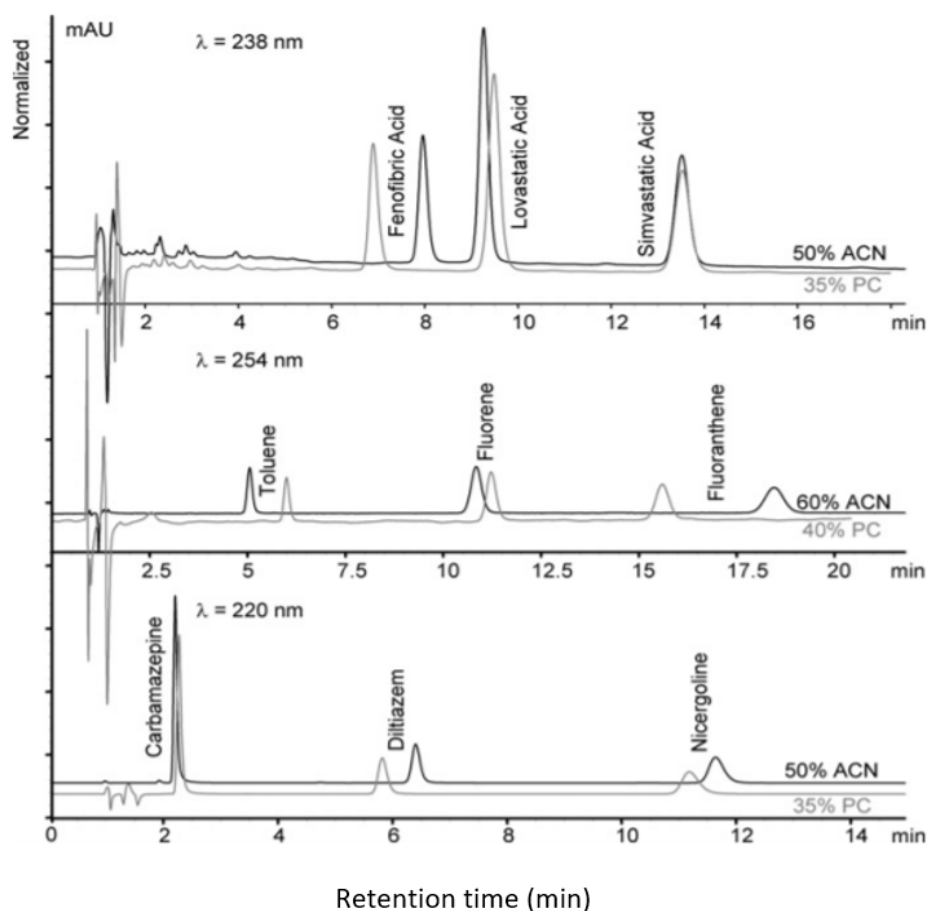 mAU
λ = 238 nm
Normalized
Fenofibric Acid
Lovastatic Acid
Simvastatic Acid
50% ACN
35% PC
2 4 6 8 10 12 14 16 min
λ = 254 nm
Toluene
Fluorene
Fluoranthene
60% ACN
40% PC
2.5 5 7.5 10 12.5 15 17.5 20 min
λ = 220 nm
Carbamazepine
Diltiazem
Nicergoline
50% ACN
35% PC
0 2 4 6 8 10 12 14 min
Retention time (min)